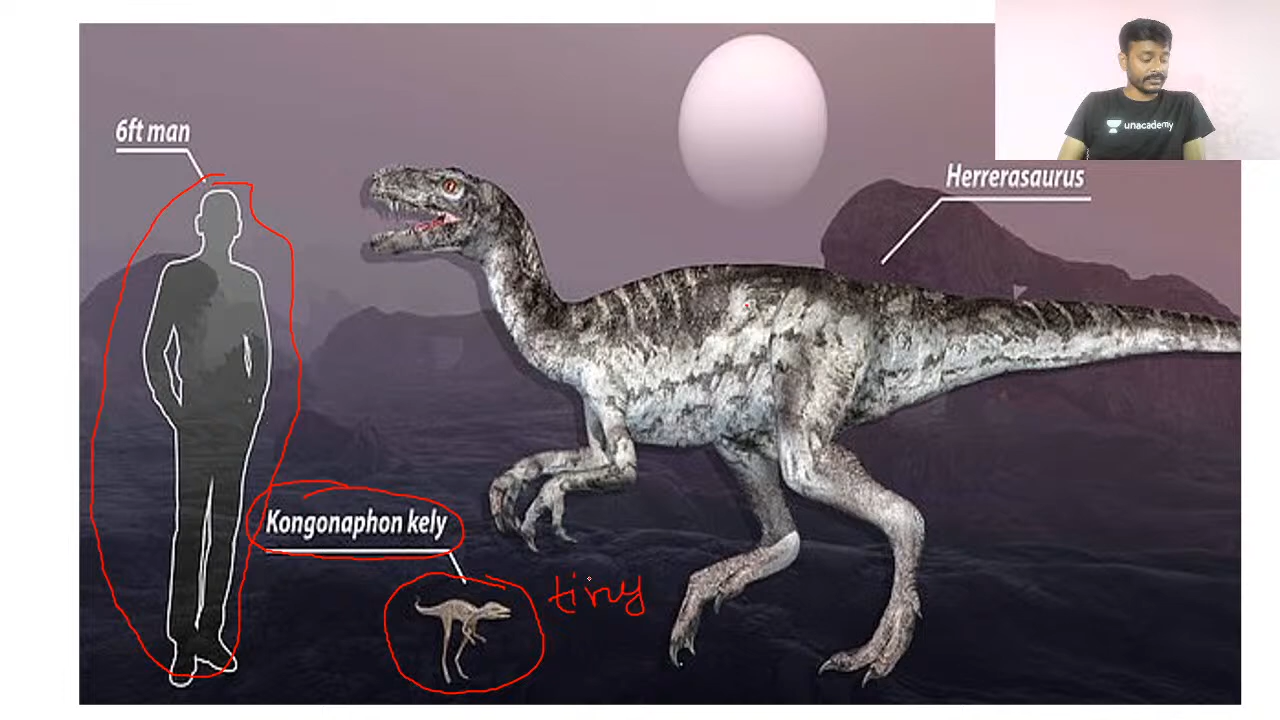 6ft man
unacademy
Herrerasaurus
Kongonaphon kely
tiny